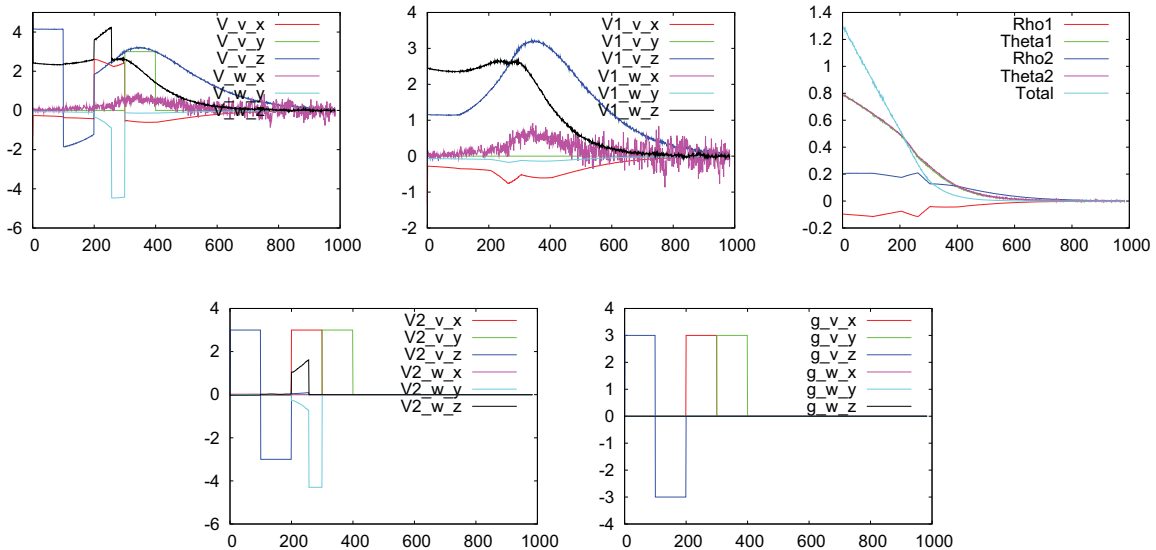 4
2
0
-2
-4
-6
V_v_x
V_v_y
V_v_z
V_w_x
V_w_y
V_w_z
0 200 400 600 800 1000
4
3
2
1
0
-1
-2
V1_v_x
V1_v_y
V1_v_z
V1_w_x
V1_w_y
V1_w_z
0 200 400 600 800 1000
1.4
1.2
1
0.8
0.6
0.4
0.2
0
-0.2
Rho1
Theta1
Rho2
Theta2
Total
0 200 400 600 800 1000
4
2
0
-2
-4
-6
V2_v_x
V2_v_y
V2_v_z
V2_w_x
V2_w_y
V2_w_z
0 200 400 600 800 1000
4
3
2
1
0
-1
-2
-3
-4
g_v_x
g_v_y
g_v_z
g_w_x
g_w_y
g_w_z
0 200 400 600 800 1000